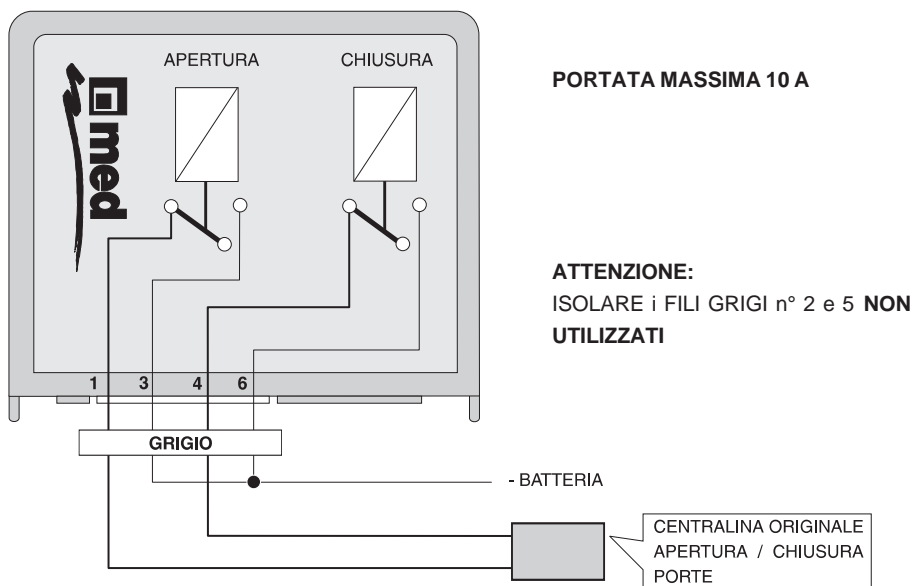 APERTURA
CHIUSURA
PORTATA MASSIMA 10 A
med
ATTENZIONE:
ISOLARE i FILI GRIGI n° 2 e 5 NON
UTILIZZATI
1 3 4 6
GRIGIO
- BATTERIA
CENTRALINA ORIGINALE
APERTURA / CHIUSURA
PORTE